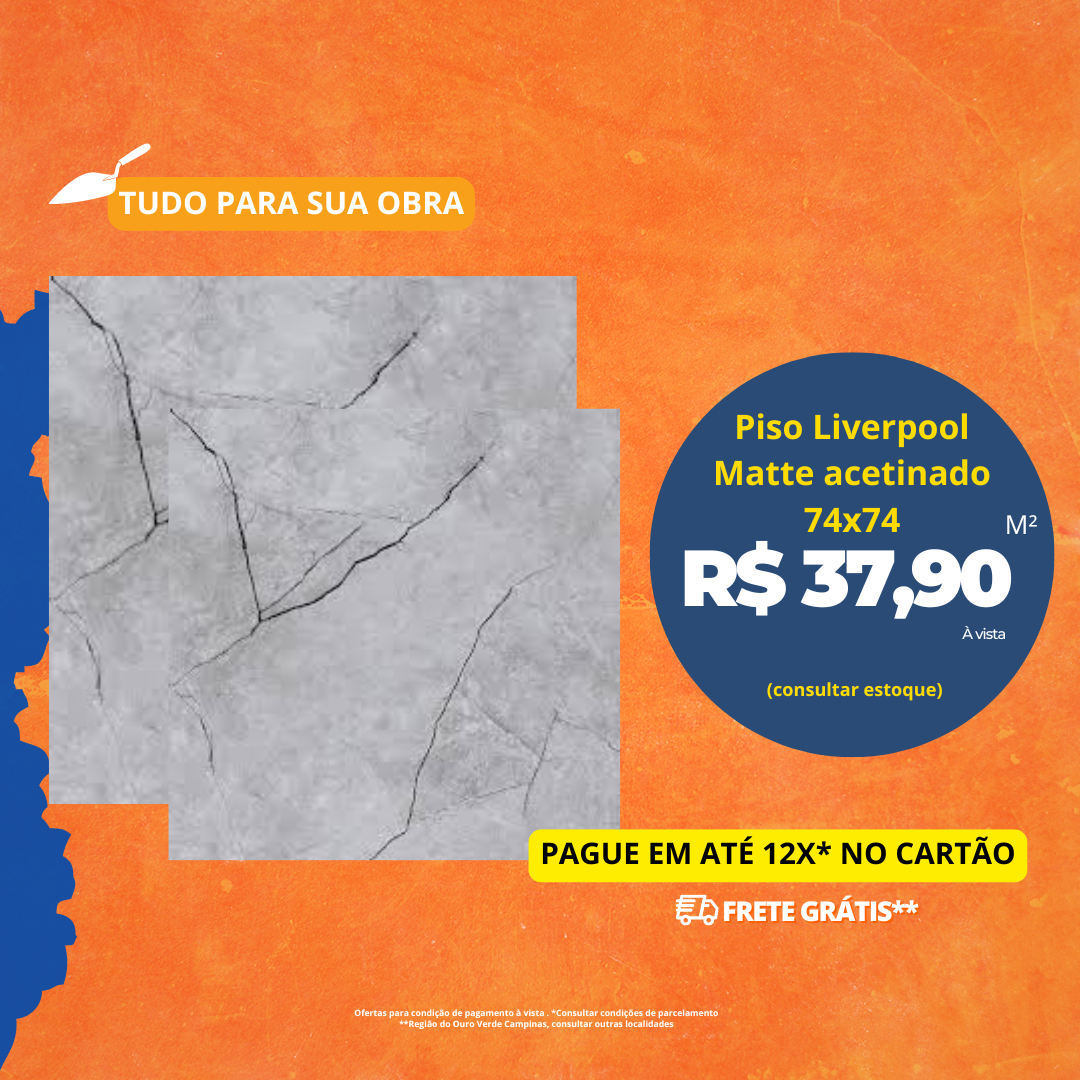 TUDO PARA SUA OBRA
Piso Liverpool
Matte acetinado
74x74
M²
R$ 37,90
À vista
(consultar estoque)
PAGUE EM ATÉ 12X* NO CARTÃO
FRETE GRÁTIS**
Ofertas para condição de pagamento à vista . *Consultar condições de parcelamento
**Região do Ouro Verde Campinas, consultar outras localidades